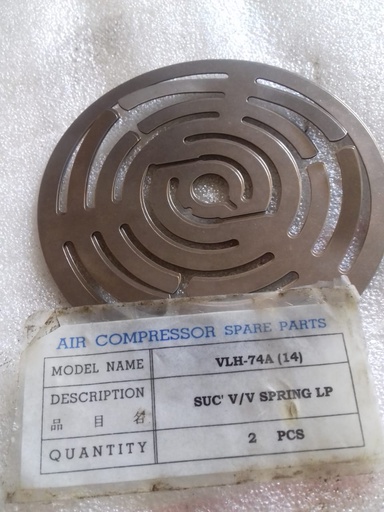 AIR COMPRESSOR SPARE PARTS
MODEL NAME VLH-74A (14)
DESCRIPTION SUC' V/V SPRING LP
品 目 名
QUANTITY 2 PCS